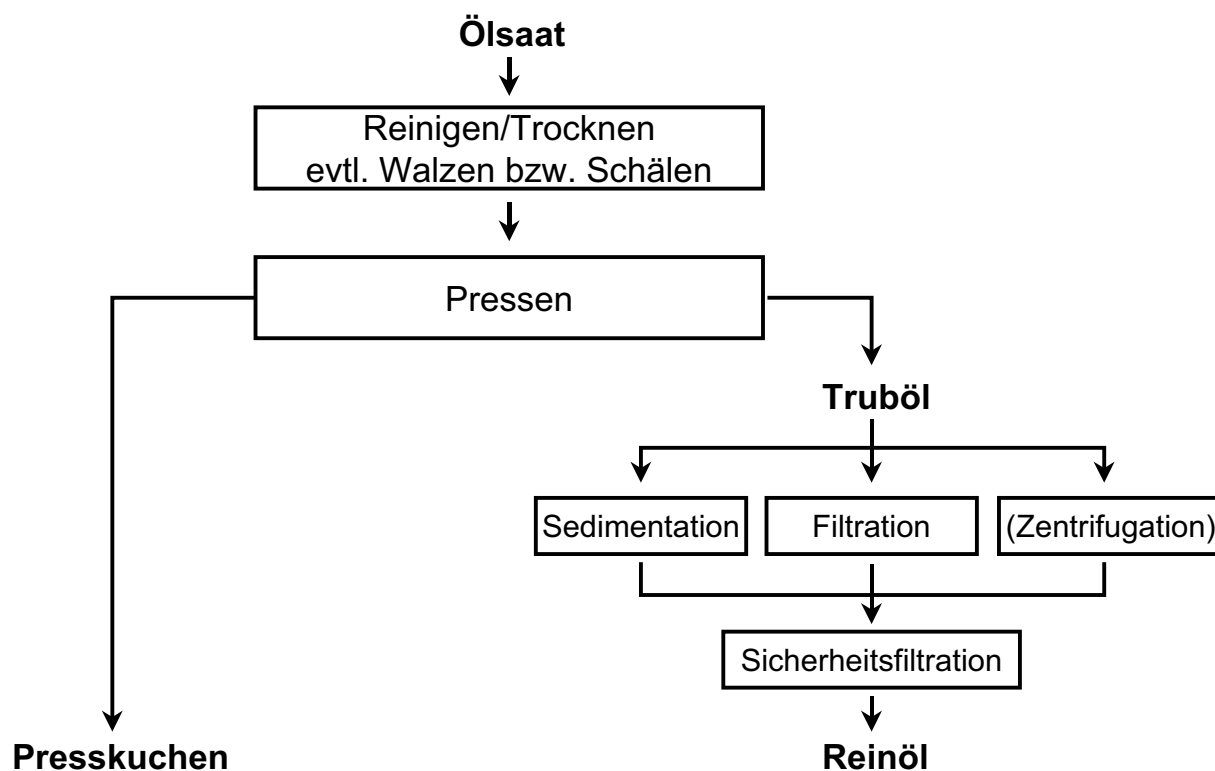 Ölsaat
Reinigen/Trocknen
evtl. Walzen bzw. Schälen
Pressen
Truböl
Sedimentation
Filtration
(Zentrifugation)
Sicherheitsfiltration
Presskuchen
Reinöl